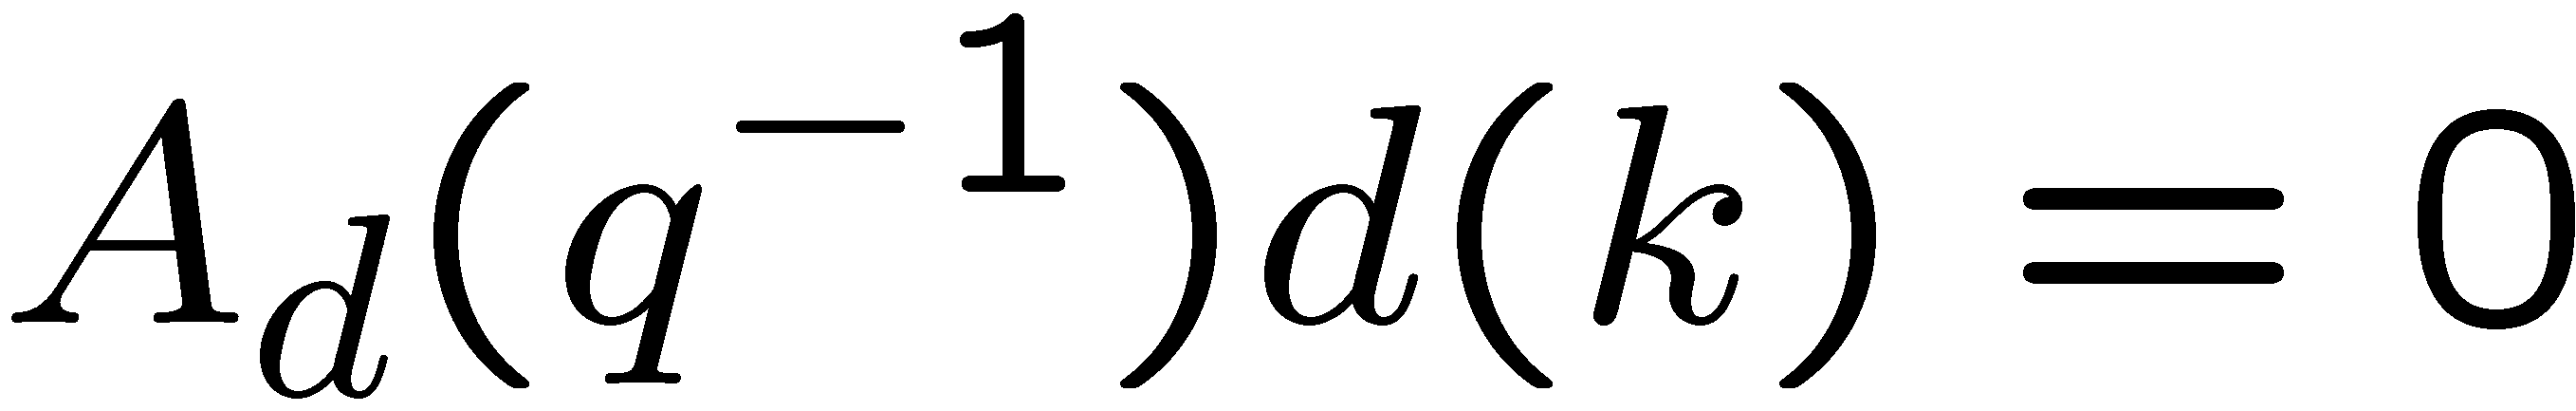 A_d(q^{-1})d(k) = 0